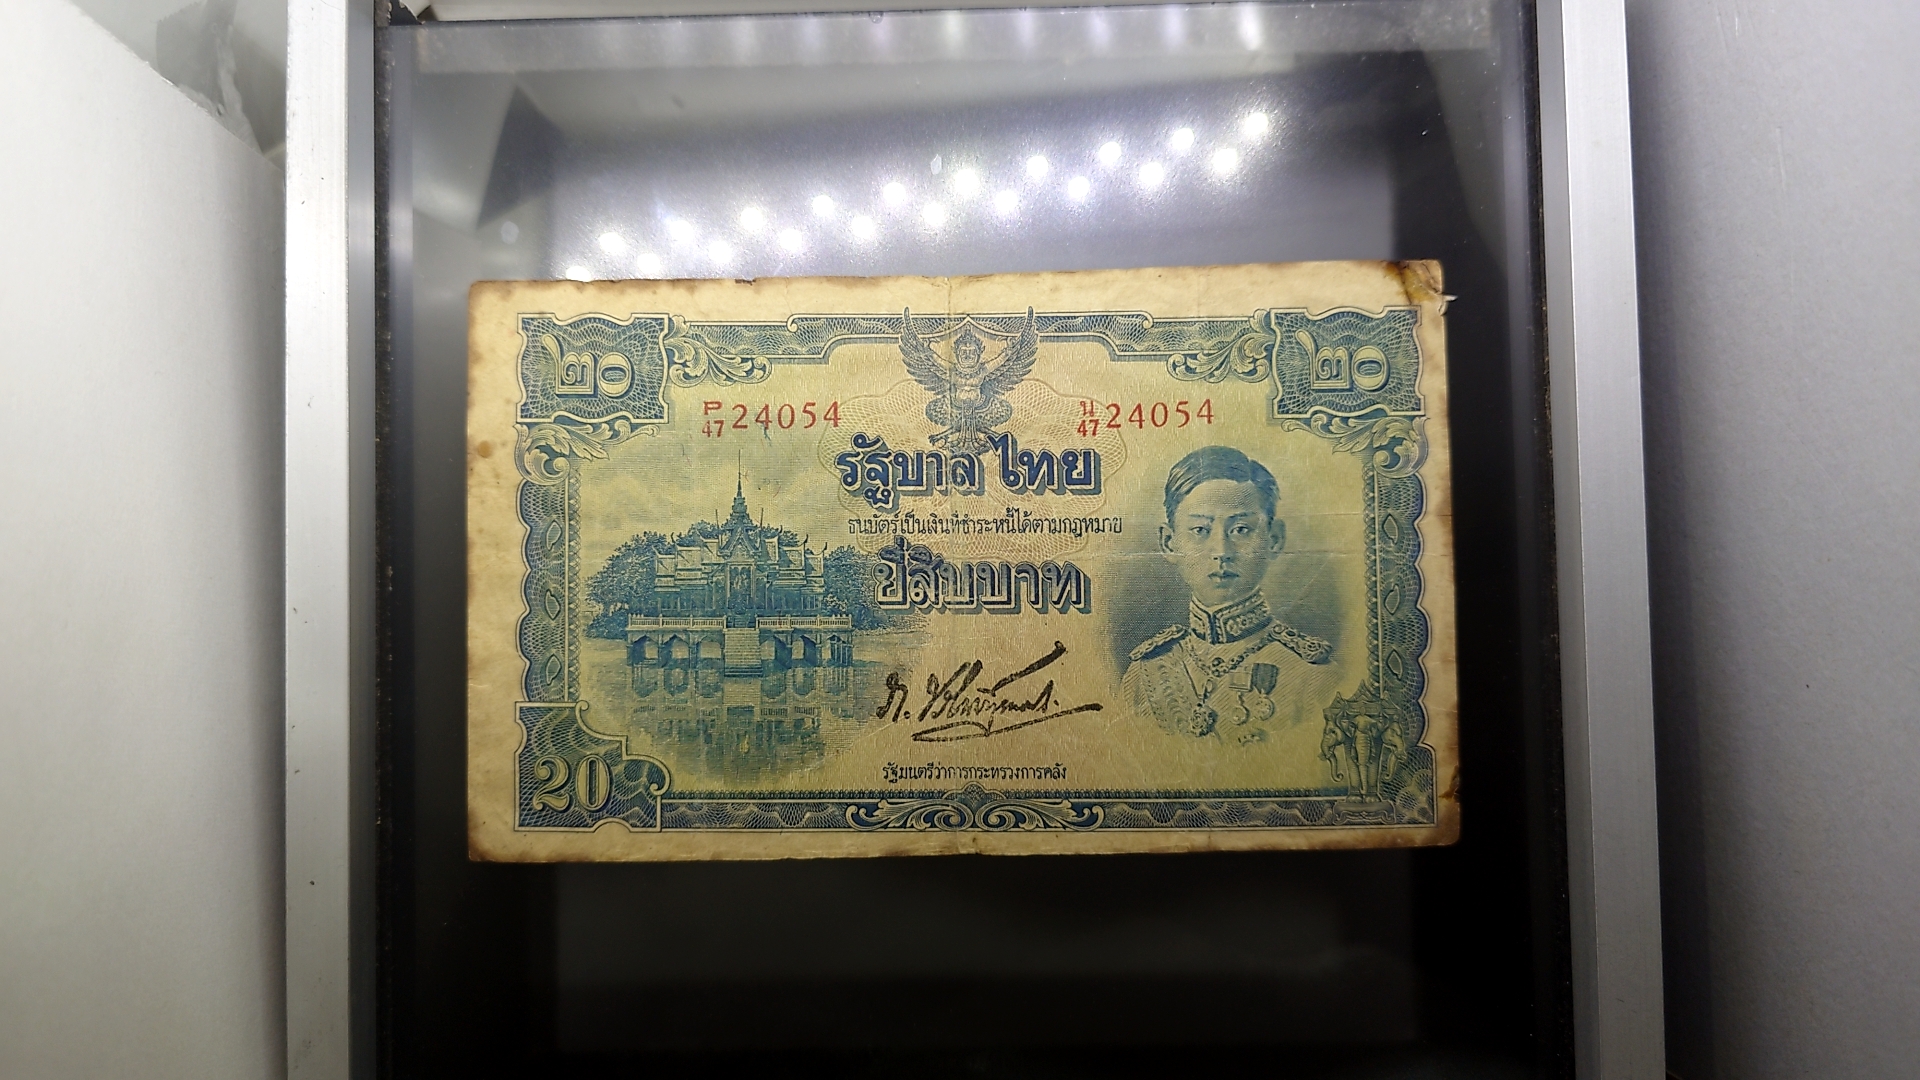 ๒๐ ๒๐
P/47 24054 น/47 24054
รัฐบาลไทย
ธนบัตร์เป็นเงินที่ชำระหนี้ได้ตามกฎหมาย
ยี่สิบบาท
รัฐมนตรีว่าการกระทรวงการคลัง
20